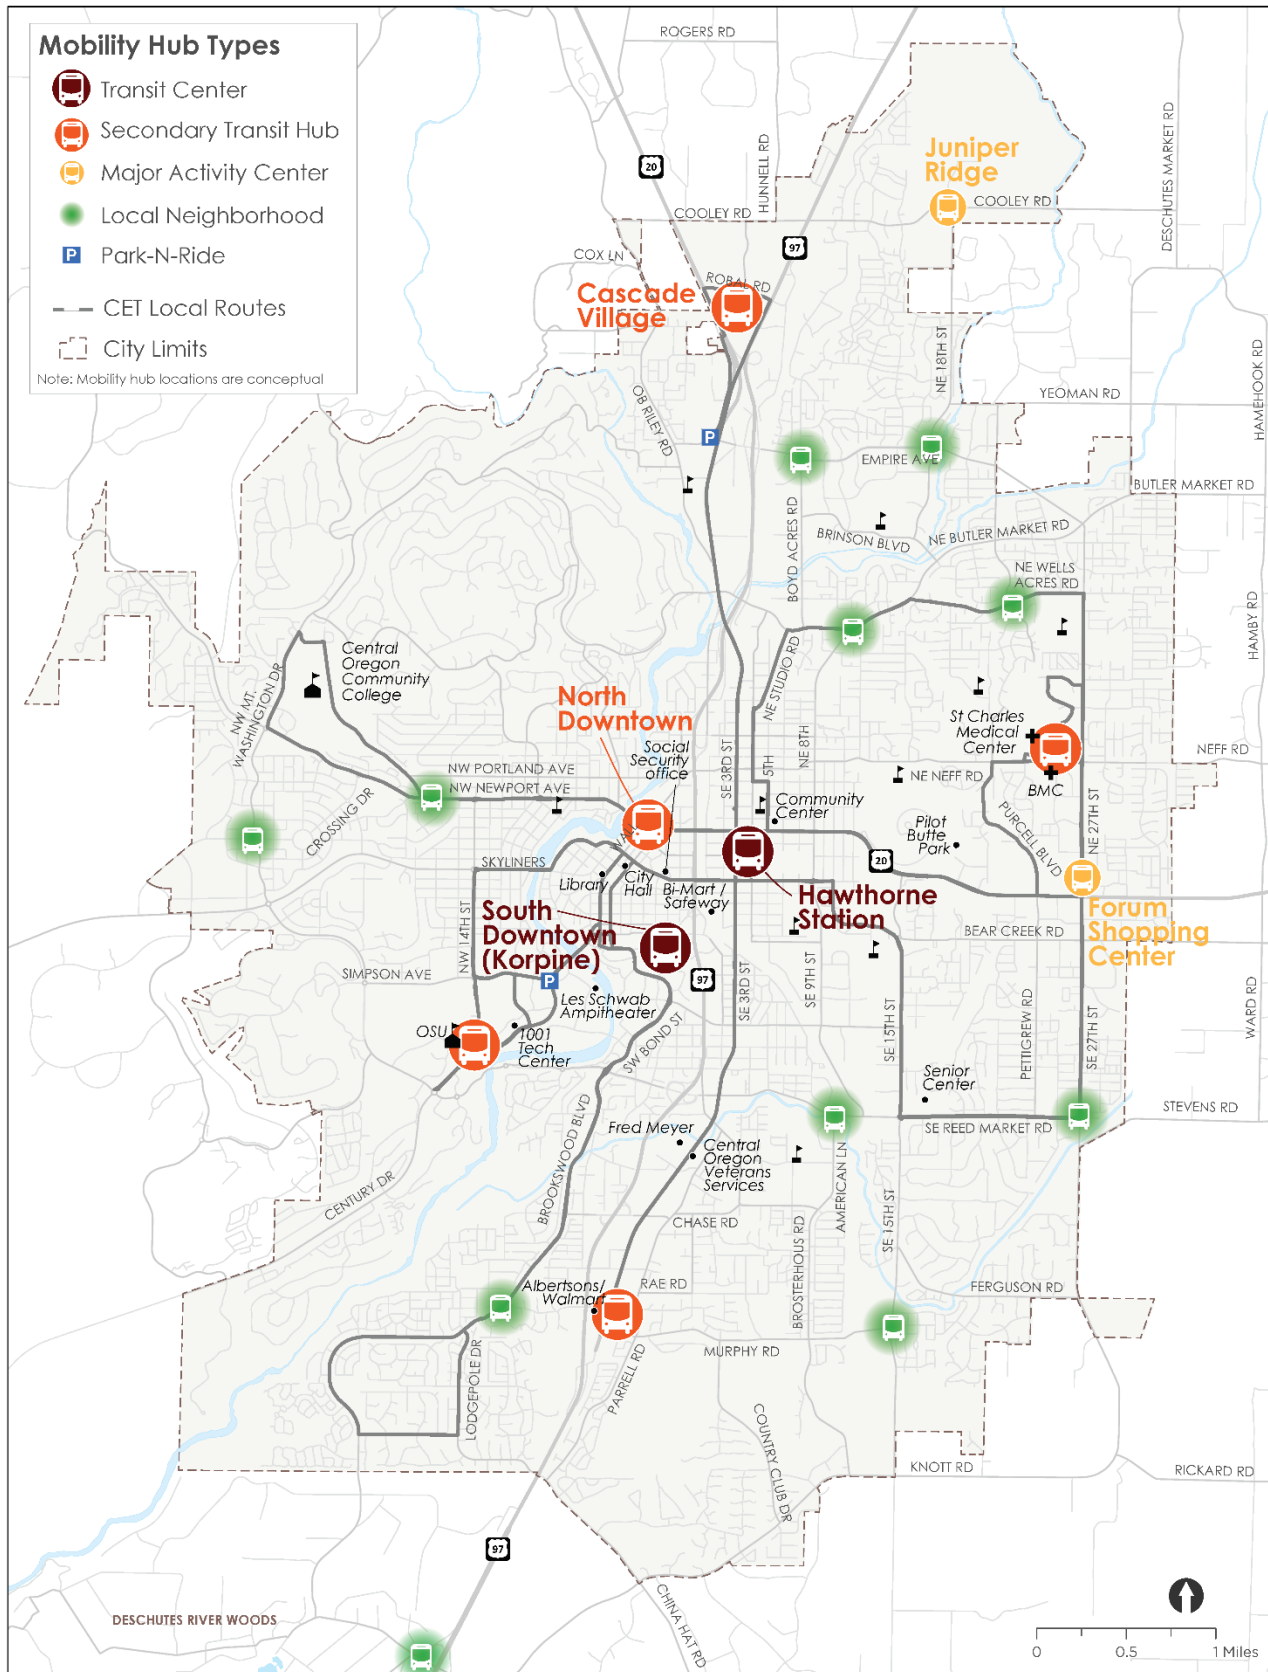 Mobility Hub Types
Transit Center
Secondary Transit Hub
Major Activity Center
Local Neighborhood
P
Park-N-Ride
CET Local Routes
City Limits
Note: Mobility hub locations are conceptual
ROGERS RD
20
HUNNELL RD
DESCHUTES MARKET RD
Juniper
Ridge
COOLEY RD
COOLEY RD
97
COX LN
ROBAL RD
Cascade
Village
NE 18TH ST
HAMEHOOK RD
OB RILEY RD
YEOMAN RD
P
EMPIRE AVE
BUTLER MARKET RD
BOYD ACRES RD
BRINSON BLVD
NE BUTLER MARKET RD
NE WELLS
ACRES RD
HAMBY RD
NW MT.
WASHINGTON DR
Central
Oregon
Community
College
NE STUDIO RD
North
Downtown
St Charles
Medical
Center
Social
Security
office
SE 3RD ST
5TH
NE 8TH
NEFF RD
NW PORTLAND AVE
NW NEWPORT AVE
NE NEFF RD
BMC
CROSSING DR
Community
Center
PURCELL BLVD
NE 27TH ST
Pilot
Butte
Park
WALL
SKYLINERS
20
Library
City
Hall
Bi-Mart /
Safeway
Hawthorne
Station
Forum
Shopping
Center
South
Downtown
(Korpine)
NW 14TH ST
BEAR CREEK RD
SIMPSON AVE
P
97
SE 3RD ST
SE 9TH ST
Les Schwab
Ampitheater
WARD RD
OSU
1001
Tech
Center
SW BOND ST
SE 15TH ST
PETTIGREW RD
SE 27TH ST
Senior
Center
STEVENS RD
Fred Meyer
SE REED MARKET RD
Central
Oregon
Veterans
Services
BROOKSWOOD BLVD
CENTURY DR
AMERICAN LN
CHASE RD
BROSTERHOUS RD
SE 15TH ST
Albertsons/
Walmart
RAE RD
FERGUSON RD
MURPHY RD
LODGEPOLE DR
PARRELL RD
COUNTRY CLUB DR
KNOTT RD
RICKARD RD
97
CHINA HAT RD
DESCHUTES RIVER WOODS
0 0.5 1 Miles